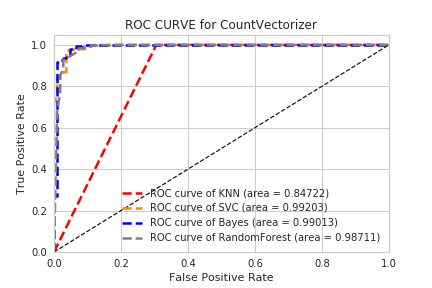 ROC CURVE for CountVectorizer
True Positive Rate
1.0
0.8
0.6
0.4
0.2
0.0
ROC curve of KNN (area = 0.84722)
ROC curve of SVC (area = 0.99203)
ROC curve of Bayes (area = 0.99013)
ROC curve of RandomForest (area = 0.98711)
0.0 0.2 0.4 0.6 0.8 1.0
False Positive Rate